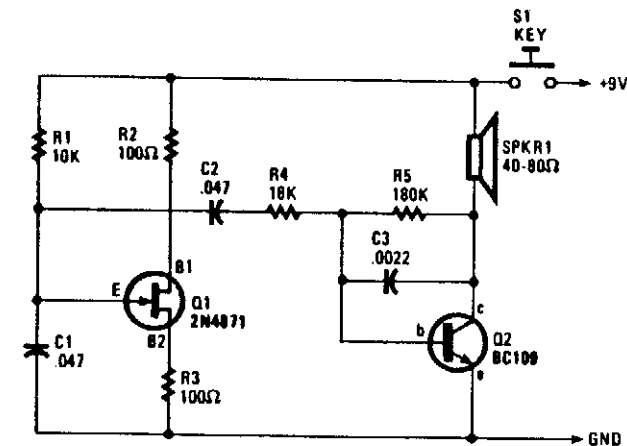 S1
KEY
+9V
R1
10K
R2
100Ω
C2
.047
R4
18K
R5
180K
SPKR1
40-80Ω
C3
.0022
B1
E
Q1
2N4871
B2
C1
.047
R3
100Ω
b
c
Q2
BC109
e
GND